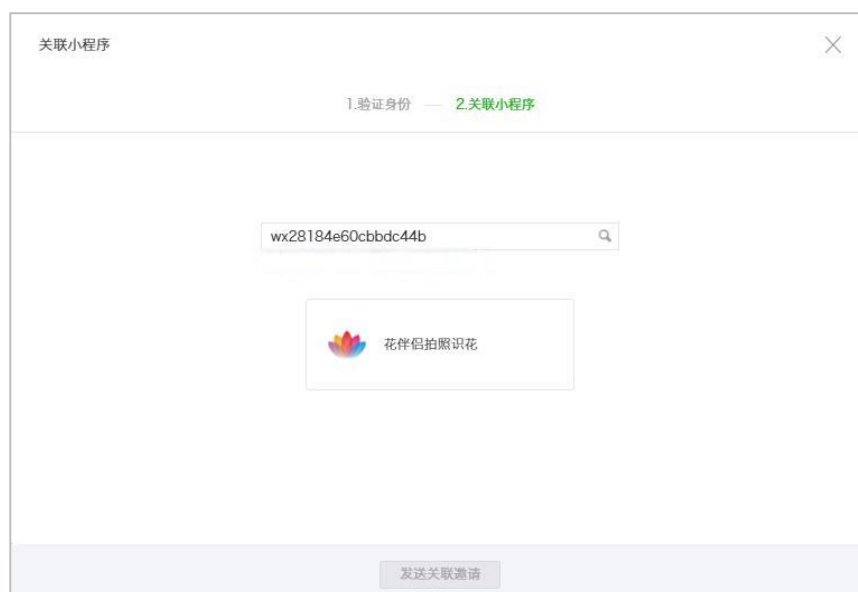 关联小程序
1.验证身份 — 2.关联小程序
wx28184e60cbbdc44b
花伴侣拍照识花
发送关联邀请